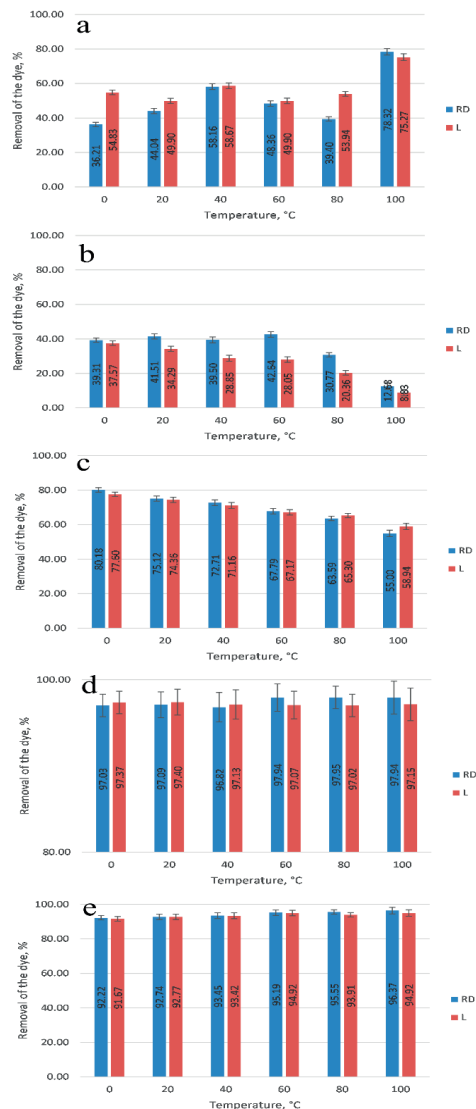 a
Removal of the dye, %
100.00
80.00
60.00
40.00
20.00
0.00
36.21 54.83 44.04 49.90 58.16 58.67 48.36 49.90 39.40 53.94 78.32 75.27
0 20 40 60 80 100
Temperature, °C
RD
L
b
Removal of the dye, %
100.00
80.00
60.00
40.00
20.00
0.00
39.31 37.57 41.51 34.29 39.50 28.85 42.84 28.05 30.77 20.36 12.68 8.83
0 20 40 60 80 100
Temperature, °C
RD
L
c
Removal of the dye, %
100.00
80.00
60.00
40.00
20.00
0.00
80.18 77.80 75.12 74.36 72.71 71.16 67.79 67.17 63.59 65.30 55.00 58.94
0 20 40 60 80 100
Temperature, °C
RD
L
d
Removal of the dye, %
100.00
80.00
97.03 97.37 97.09 97.40 96.82 97.13 97.94 97.07 97.95 97.02 97.94 97.15
0 20 40 60 80 100
Temperature, °C
RD
L
e
Removal of the dye, %
100.00
80.00
60.00
40.00
20.00
0.00
92.22 91.67 92.74 92.77 93.45 93.42 95.19 94.92 95.55 93.91 96.37 94.92
0 20 40 60 80 100
Temperature, °C
RD
L